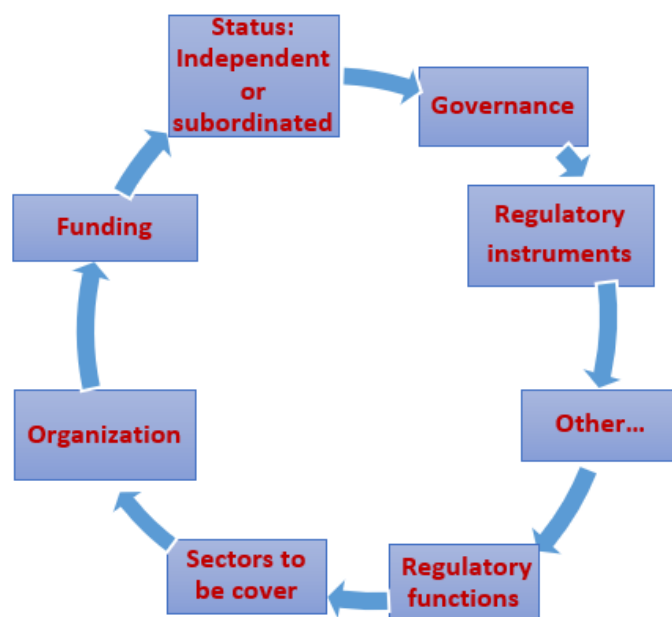 Status:
Independent
or
subordinated
Governance
Regulatory
instruments
Other...
Regulatory
functions
Sectors to
be cover
Organization
Funding